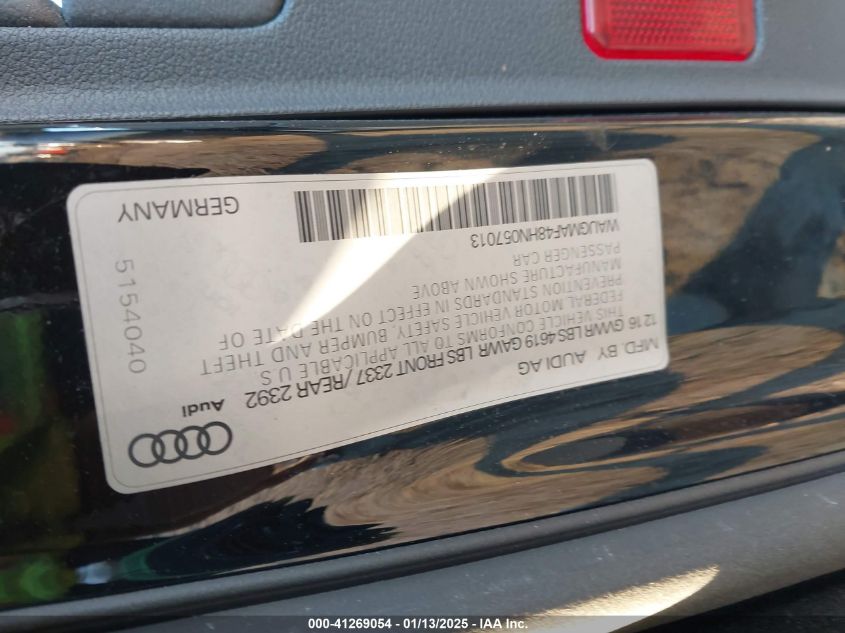 MFD. BY AUDI AG
12 16 GVWR LBS 4619 GAWR LBS FRONT 2337 / REAR 2392
THIS VEHICLE CONFORMS TO ALL APPLICABLE U.S
FEDERAL MOTOR VEHICLE SAFETY, BUMPER AND THEFT
PREVENTION STANDARDS IN EFFECT ON THE DATE OF
MANUFACTURE SHOWN ABOVE
PASSENGER CAR
WAUGMAF48HN057013
Audi
5154040
GERMANY
000-41269054 - 01/13/2025 - IAA Inc.